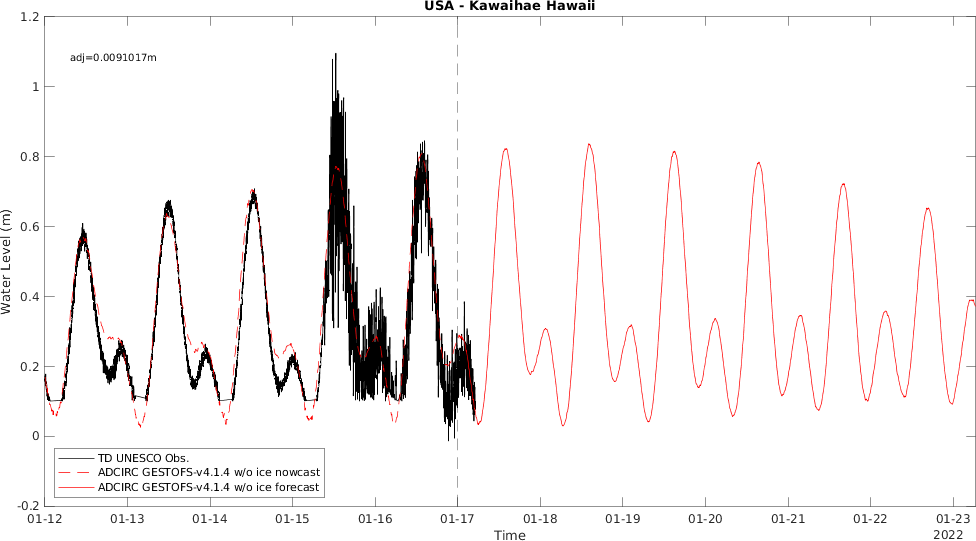 USA - Kawaihae Hawaii
1.2
1
0.8
0.6
0.4
0.2
0
-0.2
Water Level (m)
adj=0.0091017m
TD UNESCO Obs.
ADCIRC GESTOFS-v4.1.4 w/o ice nowcast
ADCIRC GESTOFS-v4.1.4 w/o ice forecast
01-12 01-13 01-14 01-15 01-16 01-17 01-18 01-19 01-20 01-21 01-22 01-23
Time
2022